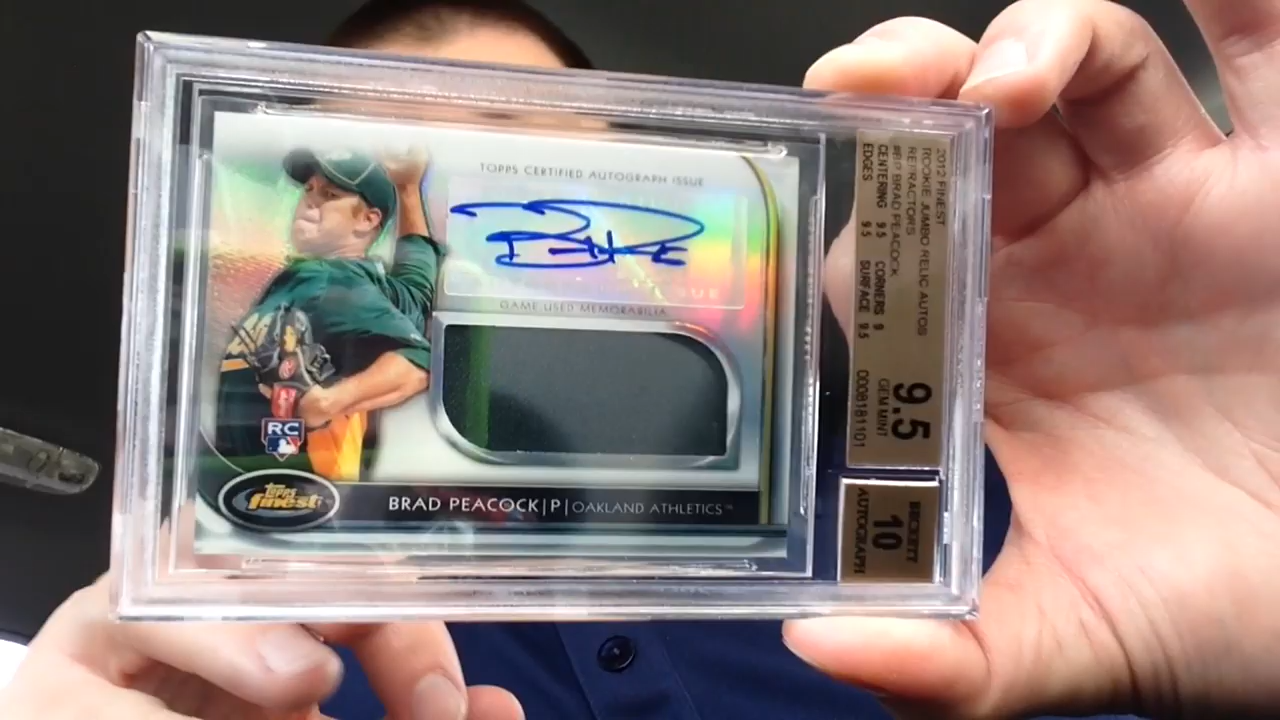 TOPPS CERTIFIED AUTOGRAPH ISSUE
SUE
GAME USED MEMORABILIA
RC
Topps
finest
BRAD PEACOCK|P|OAKLAND ATHLETICS™
2012 FINEST
ROOKIE JUMBO RELIC AUTOS
REFRACTORS
#BP BRAD PEACOCK
CENTERING 9.5 CORNERS 9
EDGES 9.5 SURFACE 9.5
9.5
GEM MINT
0008181101
BECKETT
10
AUTOGRAPH